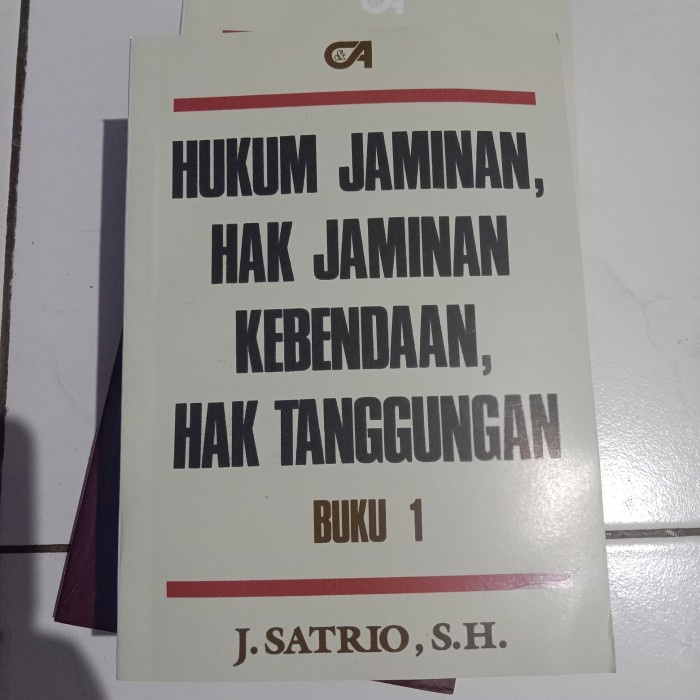 C&A
HUKUM JAMINAN,
HAK JAMINAN
KEBENDAAN,
HAK TANGGUNGAN
BUKU 1
J. SATRIO, S.H.